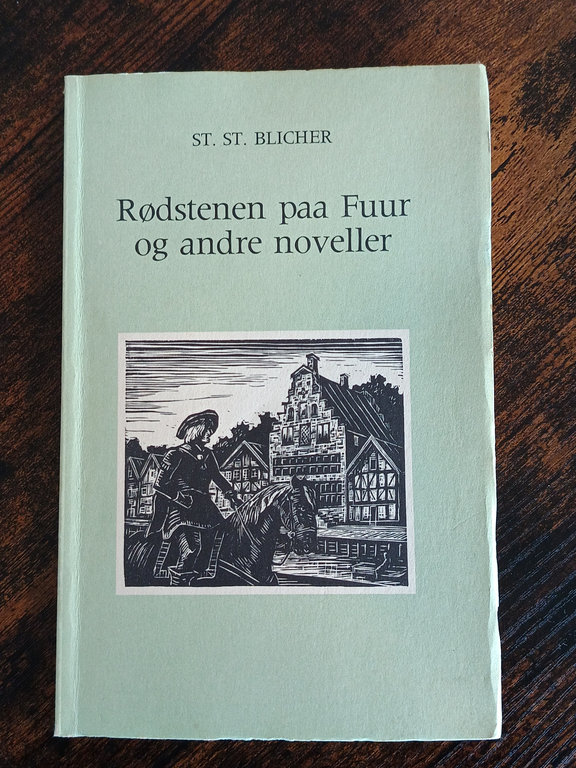 ST. ST. BLICHER
Rødstenen paa Fuur
og andre noveller